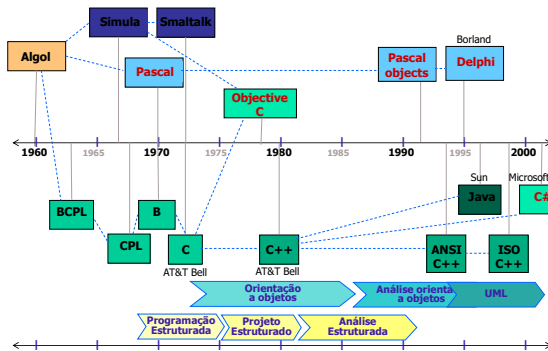 Simula
Smaltalk
Borland
Algol
Pascal
Pascal
objects
Delphi
Objective
C
1960
1965
1970
1975
1980
1985
1990
1995
2000
Sun
Microsoft
BCPL
B
Java
C#
CPL
C
C++
ANSI
C++
ISO
C++
AT&T Bell
AT&T Bell
Orientação
a objetos
Análise orienta
a objetos
UML
Programação
Estruturada
Projeto
Estruturado
Análise
Estruturada